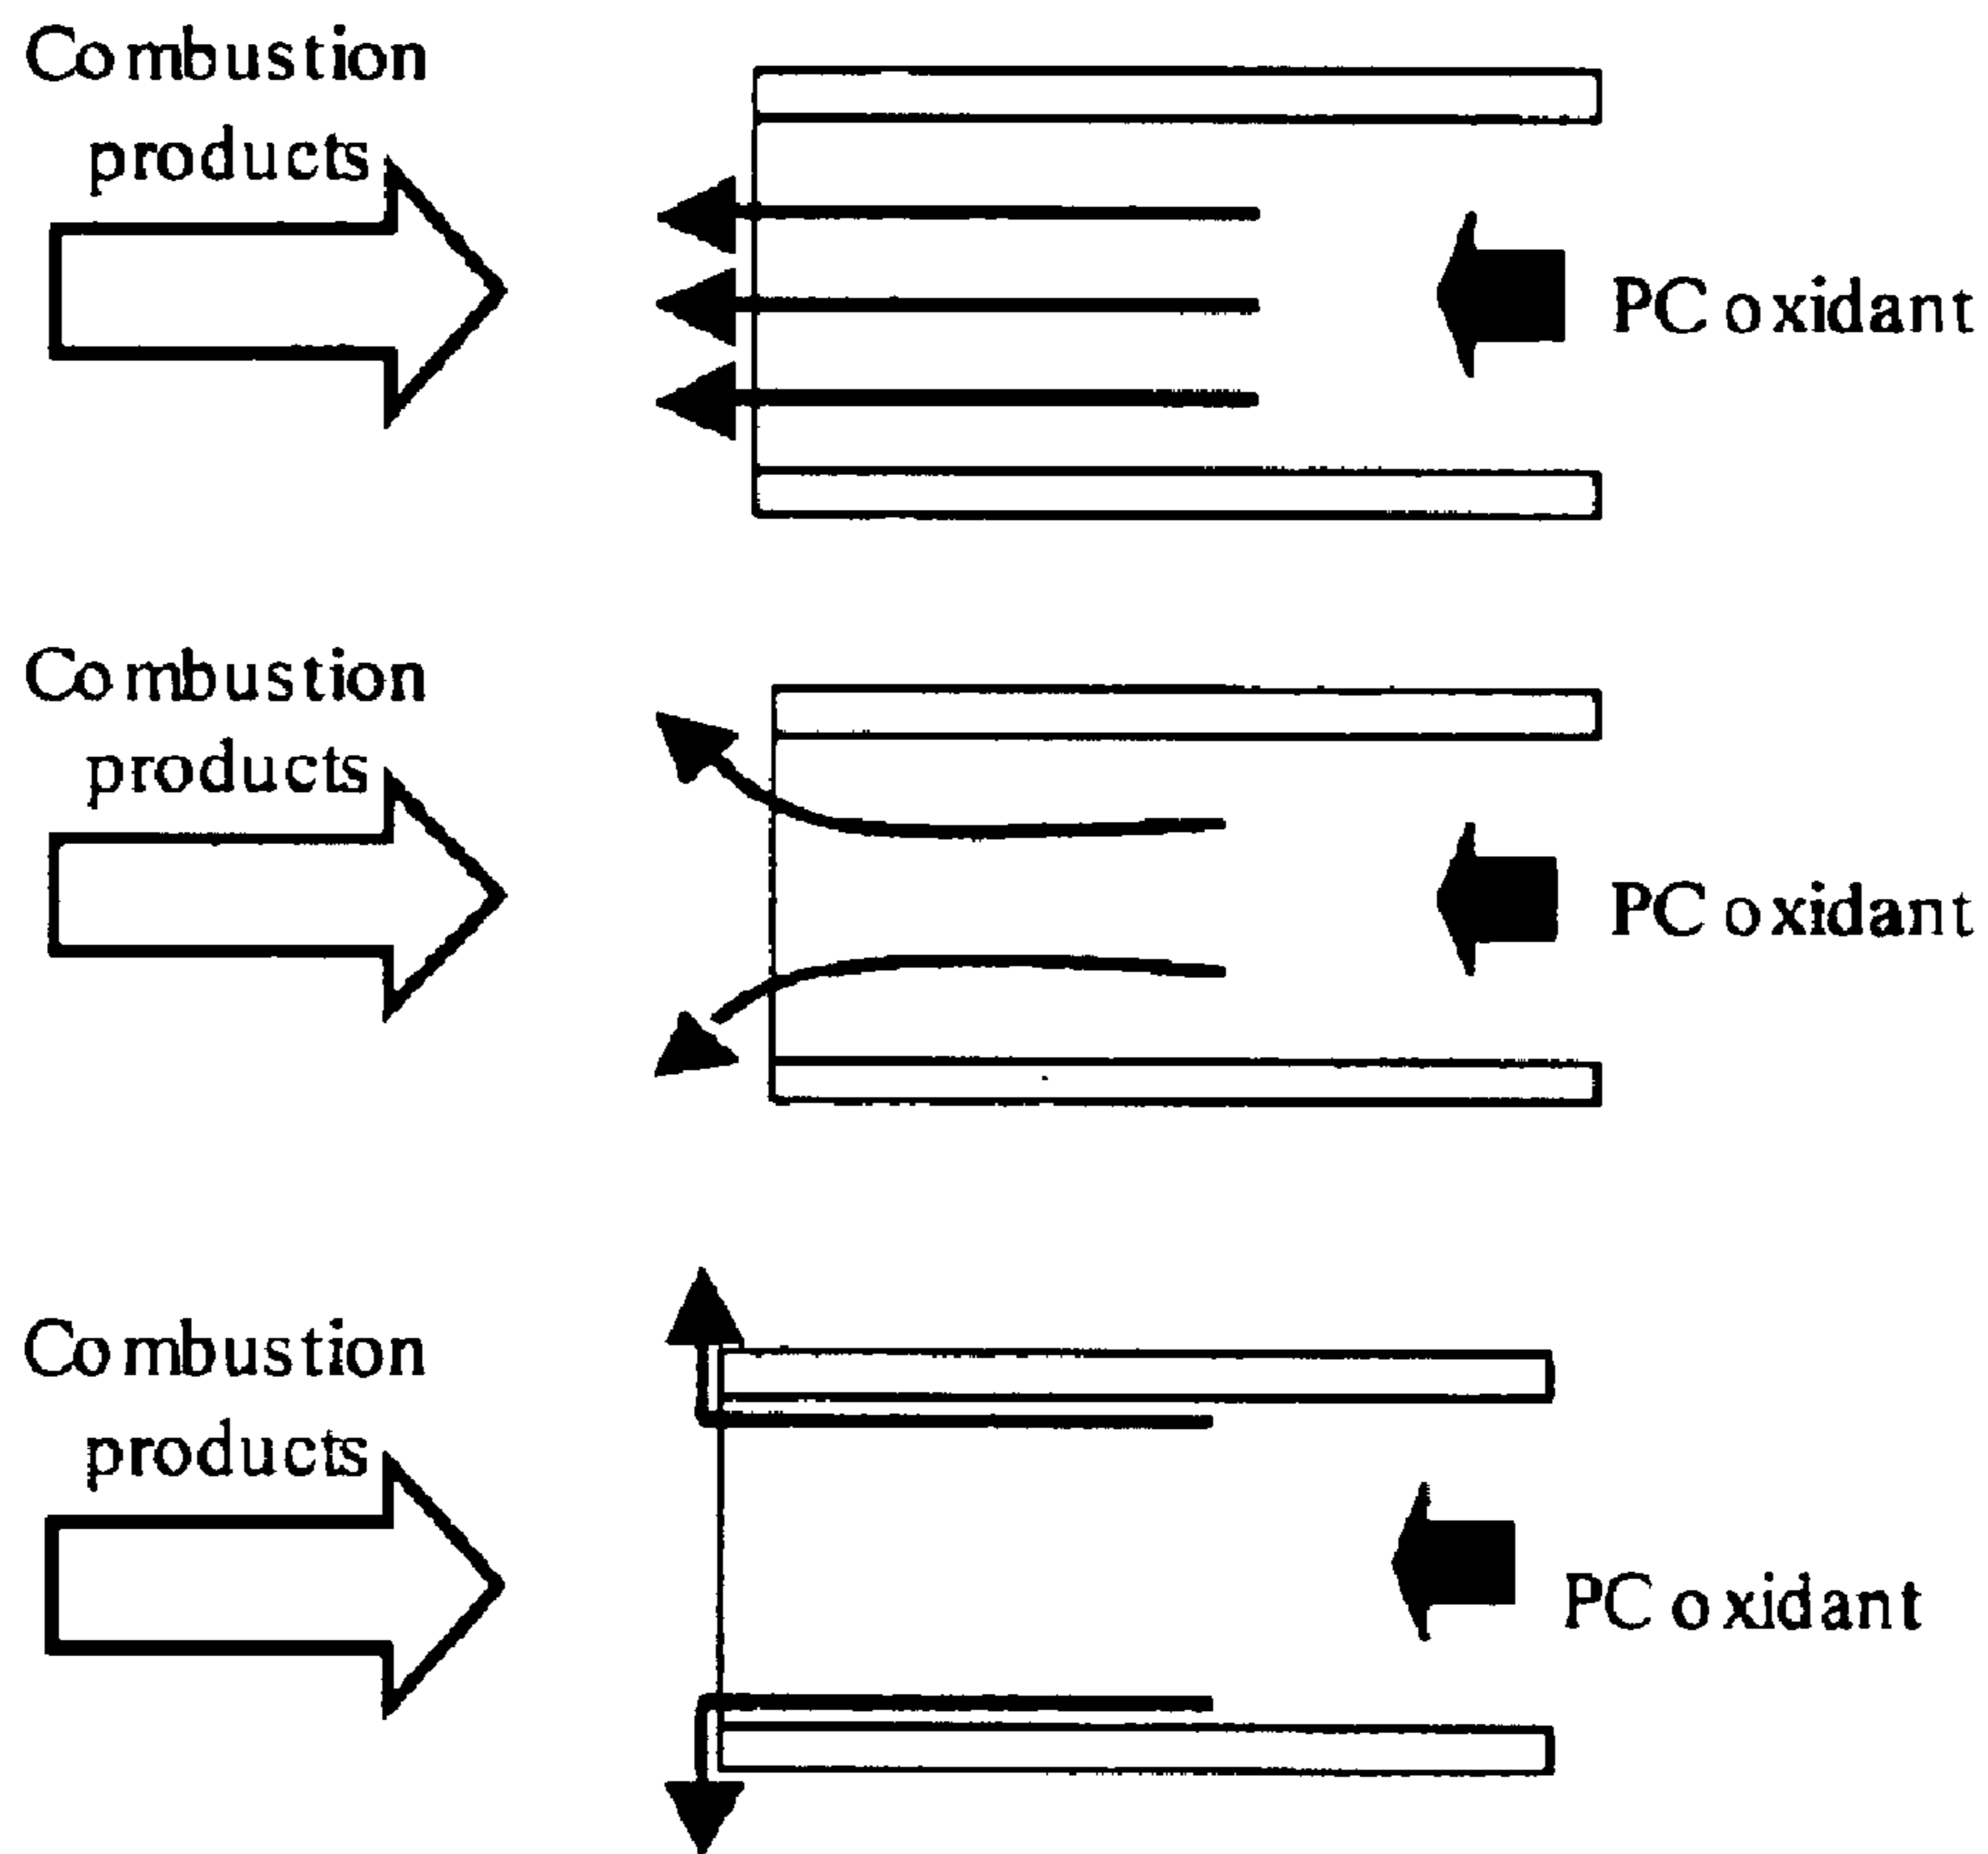 Combustion
products
PC oxidant
Combustion
products
PC oxidant
Combustion
products
PC oxidant